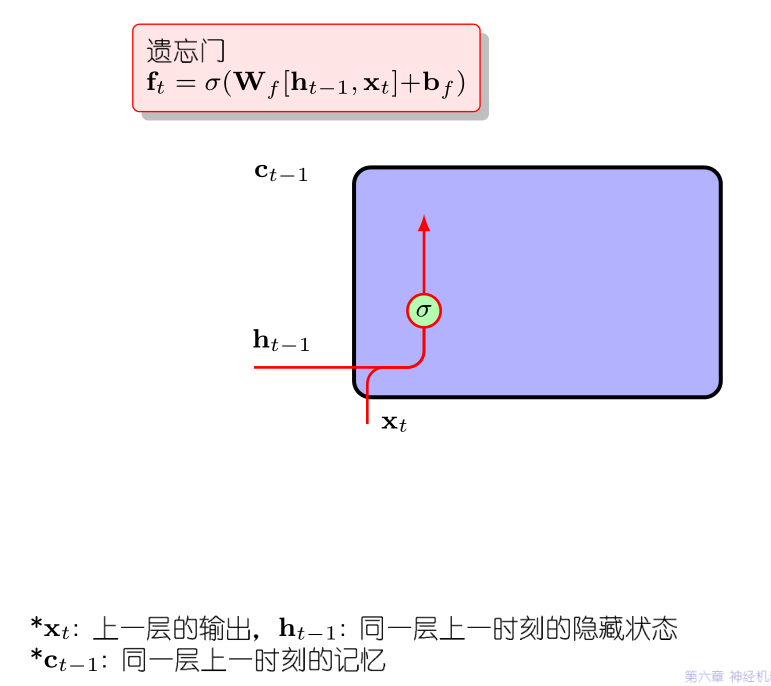 遗忘门
f_t = σ(W_f[h_{t−1}, x_t]+b_f)
c_{t−1}
σ
h_{t−1}
x_t
*x_t: 上一层的输出，h_{t−1}: 同一层上一时刻的隐藏状态
*c_{t−1}: 同一层上一时刻的记忆
第六章 神经机